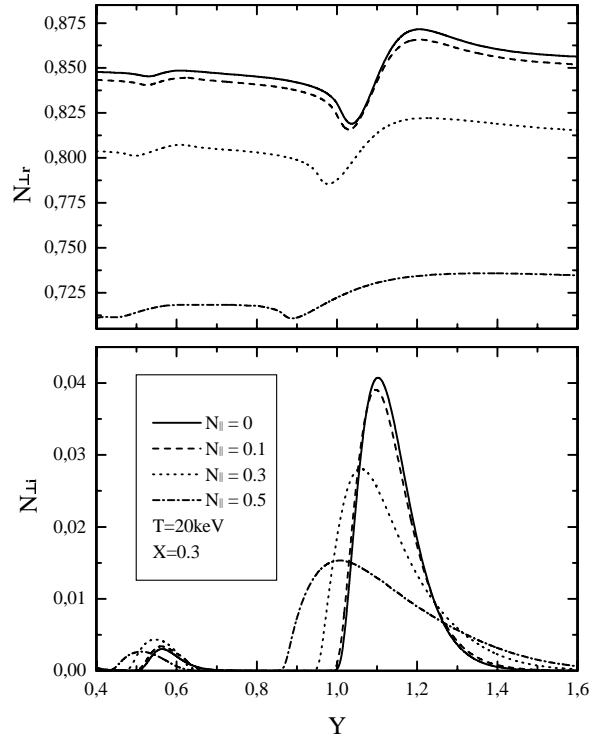 0,875
0,850
0,825
0,800
0,775
0,750
0,725
N⊥r
0,04
0,03
0,02
0,01
0,00
N⊥i
N∥ = 0
N∥ = 0.1
N∥ = 0.3
N∥ = 0.5
T=20keV
X=0.3
0,4 0,6 0,8 1,0 1,2 1,4 1,6
Y